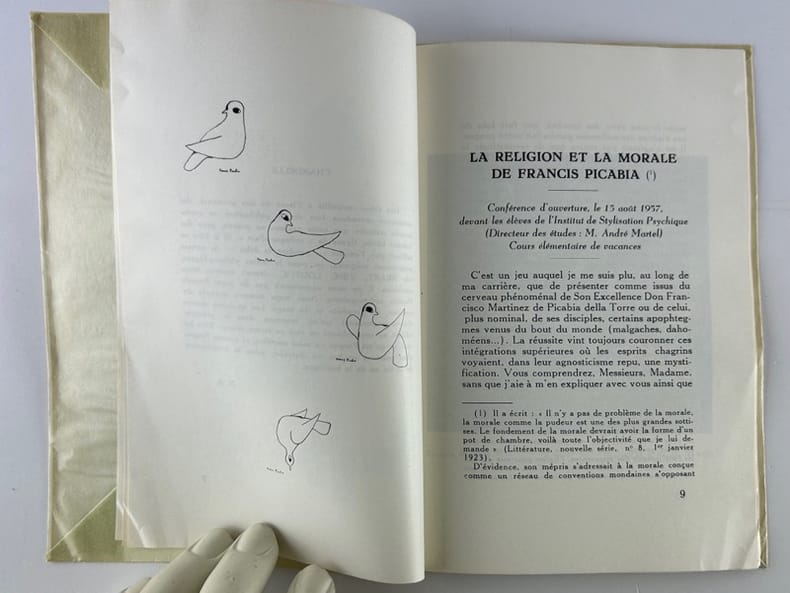 LA RELIGION ET LA MORALE
DE FRANCIS PICABIA (¹)
Conférence d'ouverture, le 15 août 1937,
devant les élèves de l'Institut de Stylisation Psychique
(Directeur des études : M. André Martel)
Cours élémentaire de vacances
C'est un jeu auquel je me suis plu, au long de
ma carrière, que de présenter comme issus du
cerveau phénoménal de Son Excellence Don Fran-
cisco Martinez de Picabia della Torre ou de celui,
plus nominal, de ses disciples, certains apophteg-
mes venus du bout du monde (malgaches, daho-
méens...). La réussite vint toujours couronner ces
intégrations supérieures où les esprits chagrins
voyaient, dans leur agnosticisme repu, une mysti-
fication. Vous comprendrez, Messieurs, Madame,
sans que j'aie à m'en expliquer avec vous ainsi que
(1) Il a écrit : « Il n'y a pas de problème de la morale,
la morale comme la pudeur est une des plus grandes sotti-
ses. Le fondement de la morale devrait avoir la forme d'un
pot de chambre, voilà toute l'objectivité que je lui de-
mande » (Littérature, nouvelle série, n° 8, 1er janvier
1923).
D'évidence, son mépris s'adressait à la morale conçue
comme un réseau de conventions mondaines s'opposant
9